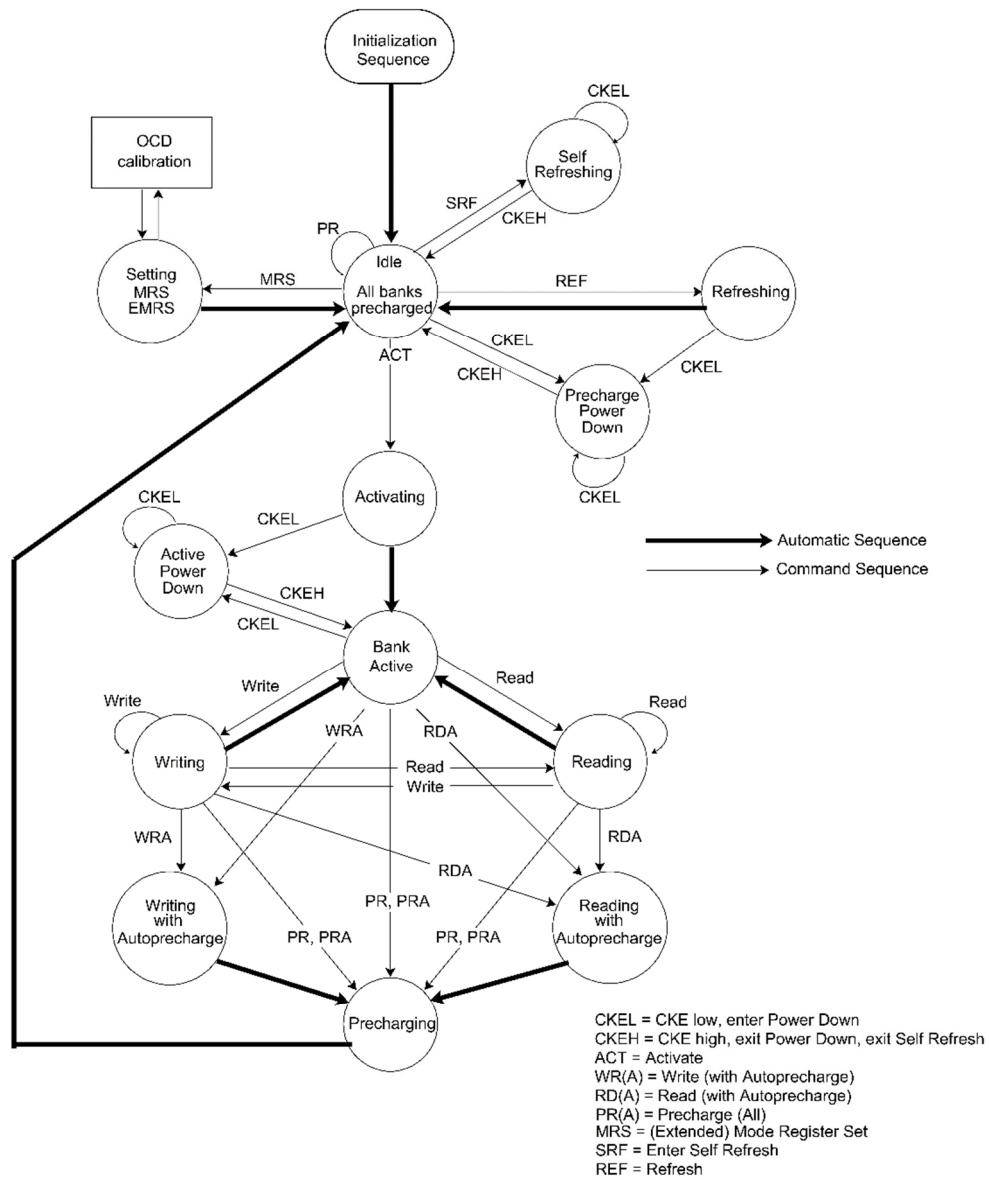 Initialization
Sequence
CKEL
OCD
calibration
Self
Refreshing
SRF
CKEH
PR
Idle
All banks
precharged
Setting
MRS
EMRS
MRS
REF
Refreshing
CKEL
CKEH
CKEL
ACT
Precharge
Power
Down
CKEL
Activating
CKEL
CKEL
Active
Power
Down
Automatic Sequence
Command Sequence
CKEH
CKEL
Bank
Active
Write
Read
Write
Read
WRA
RDA
Writing
Read
Write
Reading
WRA
RDA
RDA
PR, PRA
Writing
with
Autoprecharge
Reading
with
Autoprecharge
PR, PRA
PR, PRA
Precharging
CKEL = CKE low, enter Power Down
CKEH = CKE high, exit Power Down, exit Self Refresh
ACT = Activate
WR(A) = Write (with Autoprecharge)
RD(A) = Read (with Autoprecharge)
PR(A) = Precharge (All)
MRS = (Extended) Mode Register Set
SRF = Enter Self Refresh
REF = Refresh